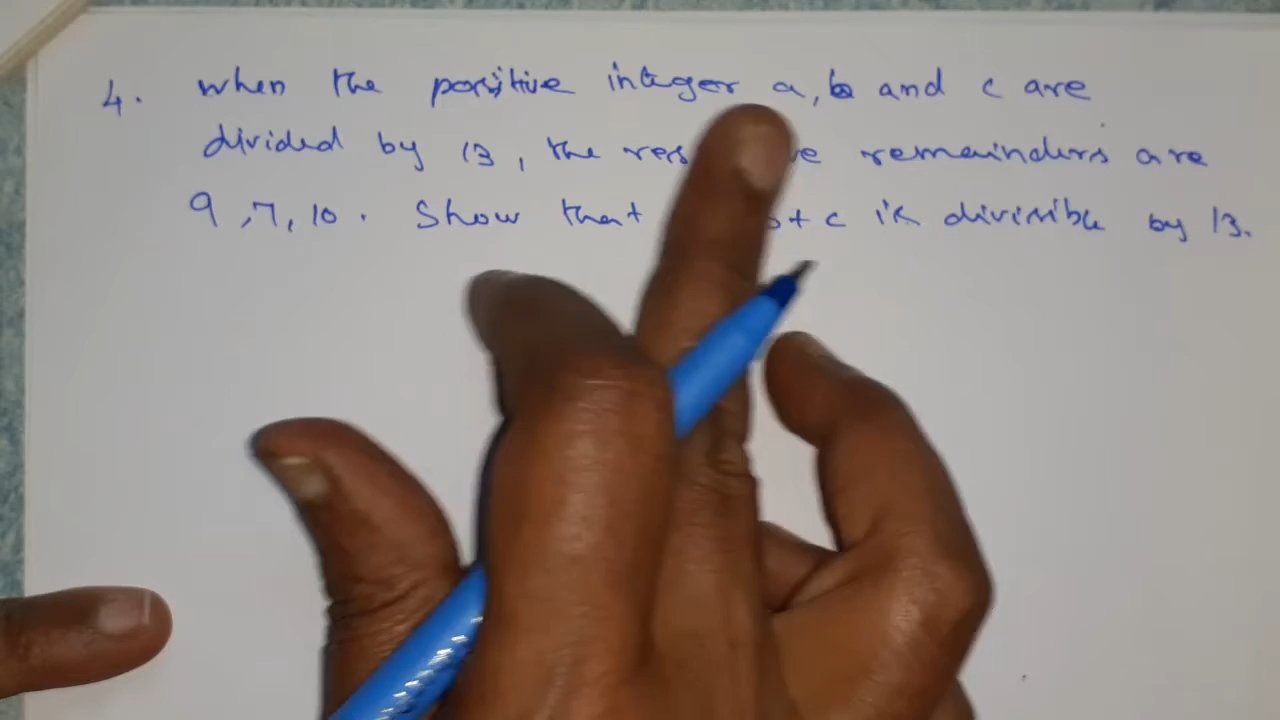 4. when the positive integer a, b and c are
divided by 13, the remainders are
9, 7, 10. Show that + c is divisible by 13.